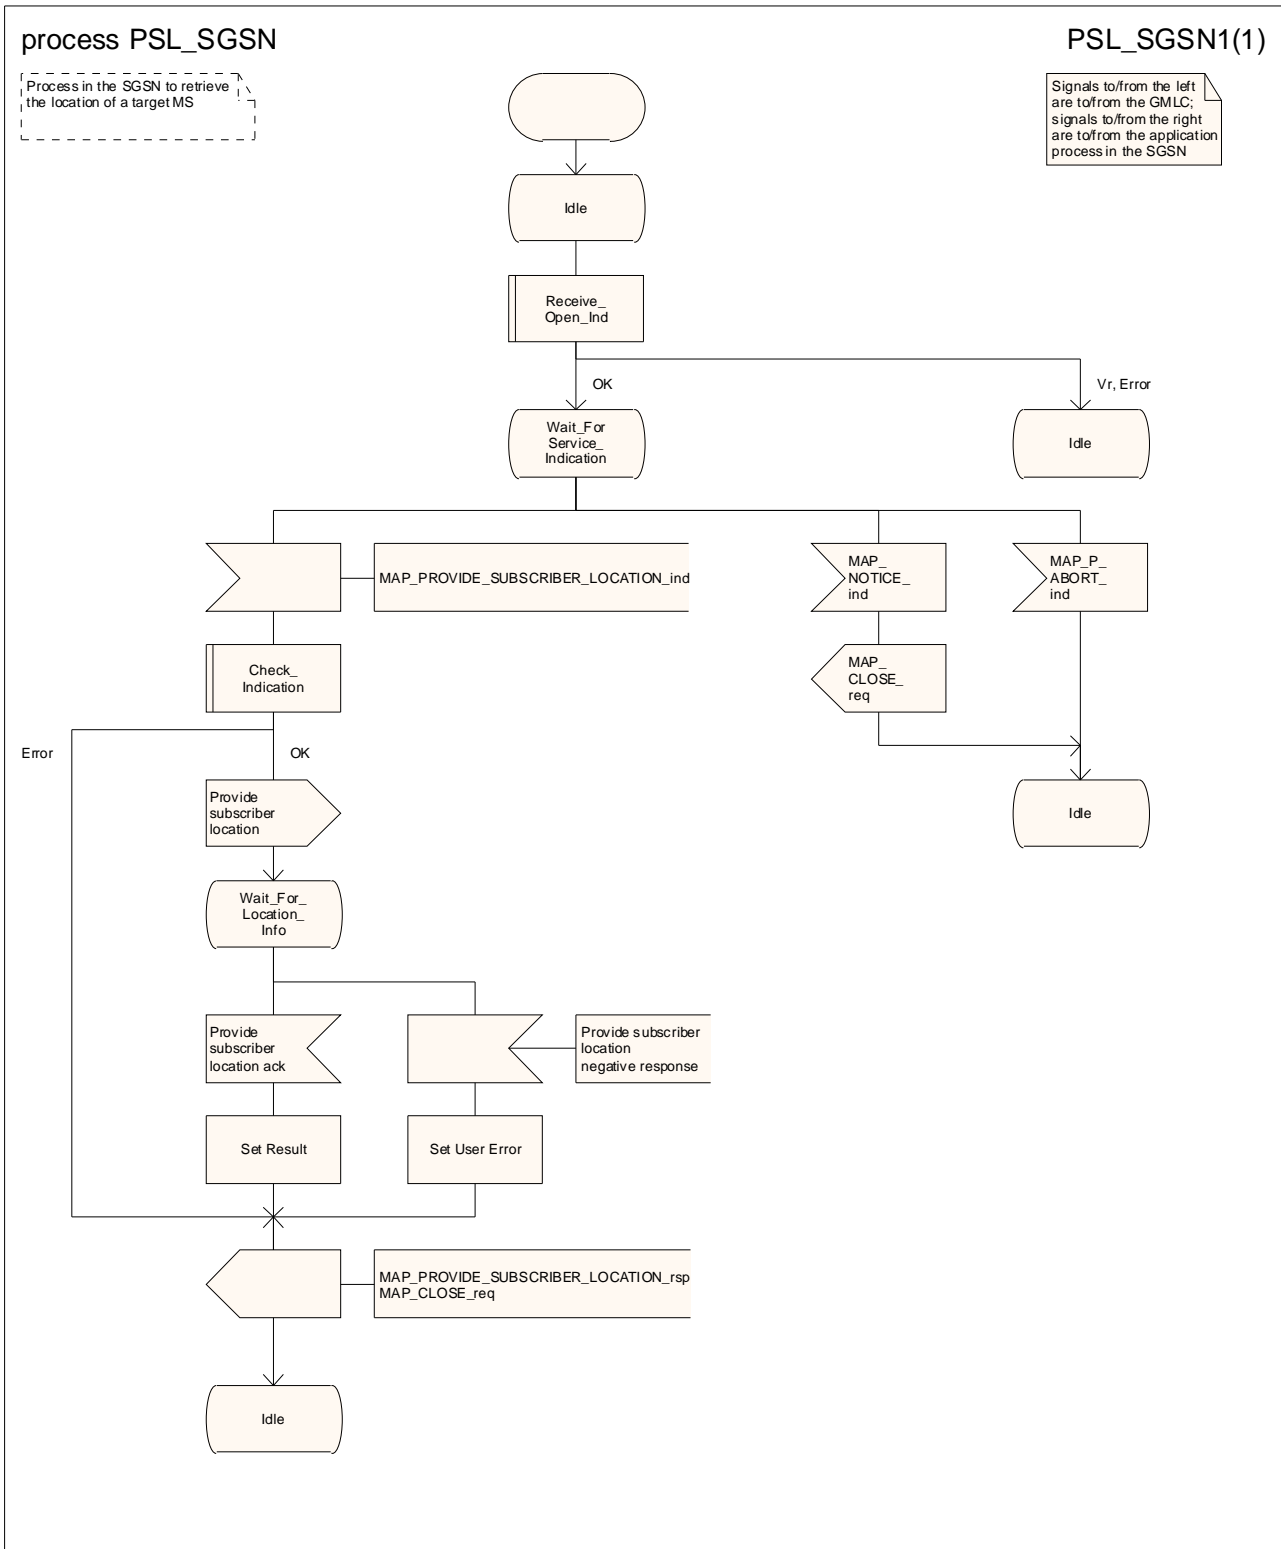 process PSL_SGSN
PSL_SGSN1(1)
Process in the SGSN to retrieve
the location of a target MS
Signals to/from the left
are to/from the GMLC;
signals to/from the right
are to/from the application
process in the SGSN
Idle
Receive_
Open_Ind
OK
Vr, Error
Wait_For
Service_
Indication
Idle
MAP_PROVIDE_SUBSCRIBER_LOCATION_ind
MAP_
NOTICE_
ind
MAP_P_
ABORT_
ind
Check_
Indication
MAP_
CLOSE_
req
Error
OK
Provide
subscriber
location
Idle
Wait_For_
Location_
Info
Provide
subscriber
location ack
Provide subscriber
location
negative response
Set Result
Set User Error
MAP_PROVIDE_SUBSCRIBER_LOCATION_rsp
MAP_CLOSE_req
Idle